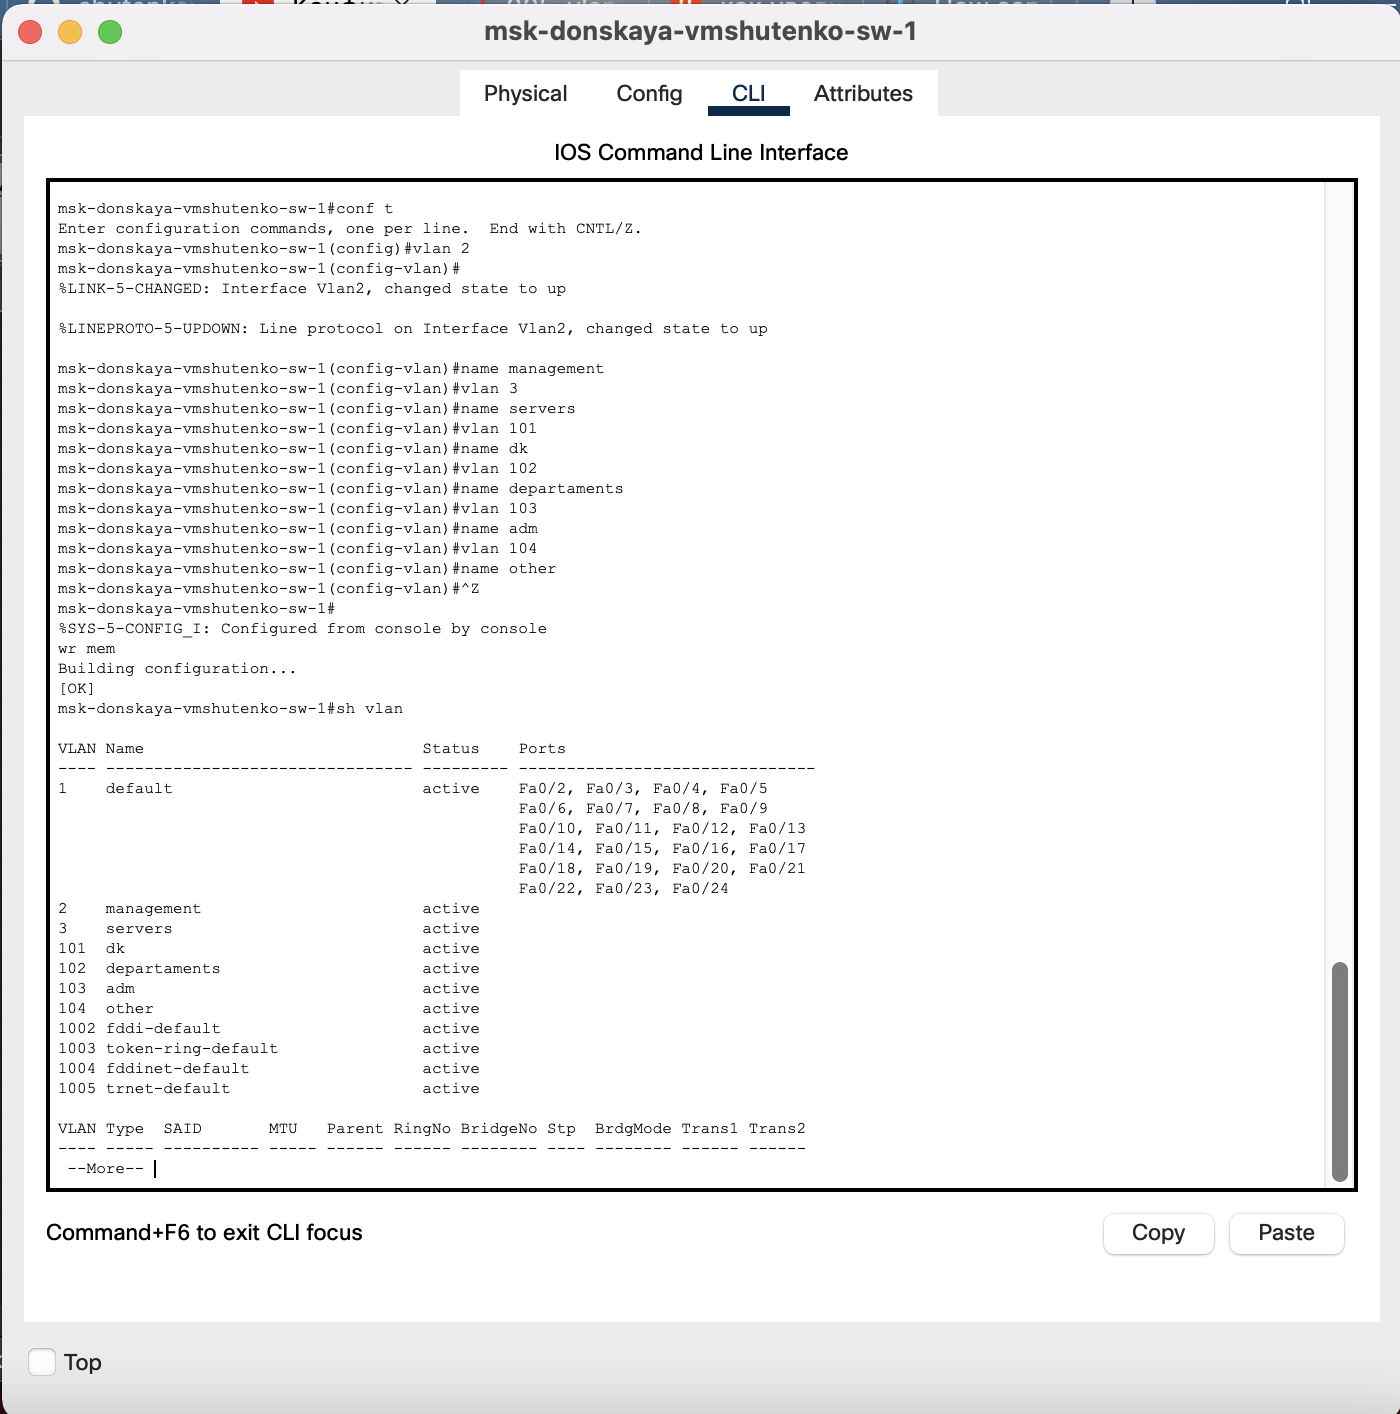 msk-donskaya-vmshutenko-sw-1
Physical Config CLI Attributes
IOS Command Line Interface
msk-donskaya-vmshutenko-sw-1#conf t
Enter configuration commands, one per line.  End with CNTL/Z.
msk-donskaya-vmshutenko-sw-1(config)#vlan 2
msk-donskaya-vmshutenko-sw-1(config-vlan)#
%LINK-5-CHANGED: Interface Vlan2, changed state to up
%LINEPROTO-5-UPDOWN: Line protocol on Interface Vlan2, changed state to up
msk-donskaya-vmshutenko-sw-1(config-vlan)#name management
msk-donskaya-vmshutenko-sw-1(config-vlan)#vlan 3
msk-donskaya-vmshutenko-sw-1(config-vlan)#name servers
msk-donskaya-vmshutenko-sw-1(config-vlan)#vlan 101
msk-donskaya-vmshutenko-sw-1(config-vlan)#name dk
msk-donskaya-vmshutenko-sw-1(config-vlan)#vlan 102
msk-donskaya-vmshutenko-sw-1(config-vlan)#name departaments
msk-donskaya-vmshutenko-sw-1(config-vlan)#vlan 103
msk-donskaya-vmshutenko-sw-1(config-vlan)#name adm
msk-donskaya-vmshutenko-sw-1(config-vlan)#vlan 104
msk-donskaya-vmshutenko-sw-1(config-vlan)#name other
msk-donskaya-vmshutenko-sw-1(config-vlan)#^Z
msk-donskaya-vmshutenko-sw-1#
%SYS-5-CONFIG_I: Configured from console by console
wr mem
Building configuration...
[OK]
msk-donskaya-vmshutenko-sw-1#sh vlan
VLAN Name                             Status    Ports
---- -------------------------------- --------- -------------------------------
1    default                          active    Fa0/2, Fa0/3, Fa0/4, Fa0/5
                                                Fa0/6, Fa0/7, Fa0/8, Fa0/9
                                                Fa0/10, Fa0/11, Fa0/12, Fa0/13
                                                Fa0/14, Fa0/15, Fa0/16, Fa0/17
                                                Fa0/18, Fa0/19, Fa0/20, Fa0/21
                                                Fa0/22, Fa0/23, Fa0/24
2    management                       active
3    servers                          active
101  dk                               active
102  departaments                     active
103  adm                              active
104  other                            active
1002 fddi-default                     active
1003 token-ring-default               active
1004 fddinet-default                  active
1005 trnet-default                    active
VLAN Type  SAID       MTU   Parent RingNo BridgeNo Stp  BrdgMode Trans1 Trans2
---- ----- ---------- ----- ------ ------ -------- ---- -------- ------ ------
 --More--
Command+F6 to exit CLI focus
Copy Paste
Top